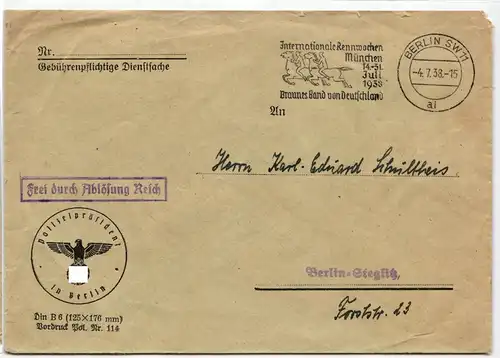 Nr.
Gebührenpflichtige Dienstsache
Internationale Rennwochen
München
14.-31.
Juli
1938
Braunes Band von Deutschland
BERLIN SW11
-4.7.38.-15
a1
An
Herrn Karl-Eduard Schultheis
Frei durch Ablösung Reich
Polizeipräsident
in Berlin
Berlin-Steglitz,
Forststr. 23
Din B 6 (125×176 mm)
Vordruck Pol. Nr. 114